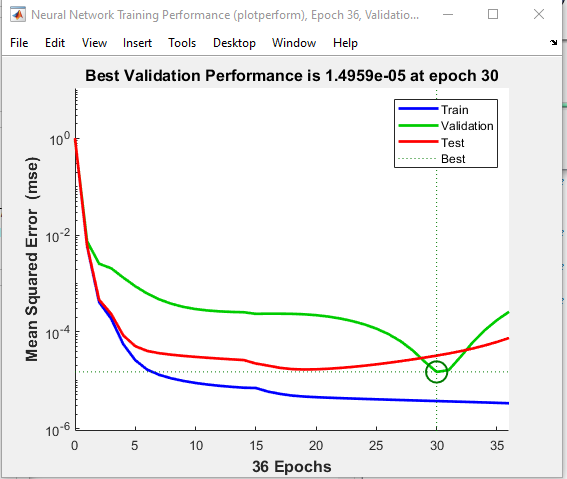 Neural Network Training Performance (plotperform), Epoch 36, Validatio...
File Edit View Insert Tools Desktop Window Help
Best Validation Performance is 1.4959e-05 at epoch 30
Train
Validation
Test
Best
Mean Squared Error (mse)
10^0
10^-2
10^-4
10^-6
0 5 10 15 20 25 30 35
36 Epochs